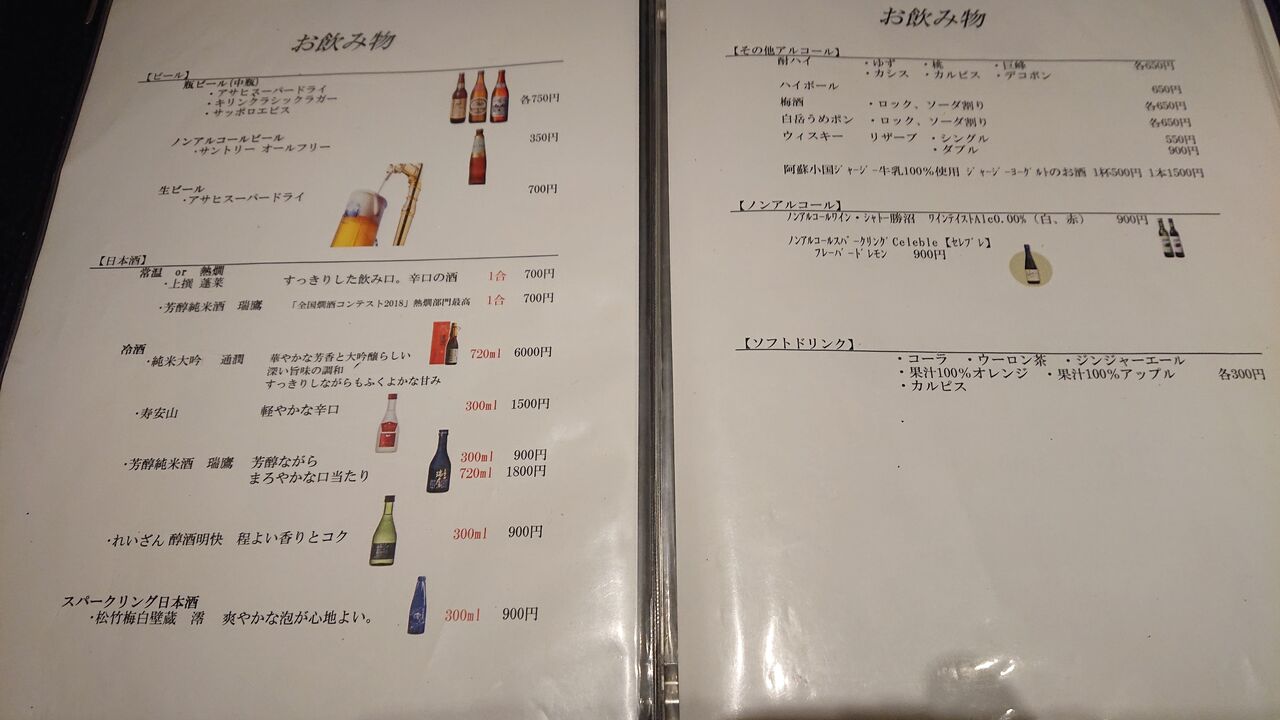 お飲み物
【ビール】
瓶ビール(中瓶)
・アサヒスーパードライ
・キリンクラシックラガー 各750円
・サッポロエビス
ノンアルコールビール 350円
・サントリー オールフリー
生ビール 700円
・アサヒスーパードライ
【日本酒】
常温 or 熱燗
・上撰 蓬莱 すっきりした飲み口。辛口の酒 1合 700円
・芳醇純米酒 瑞鷹 「全国燗酒コンテスト2018」熱燗部門最高 1合 700円
冷酒
・純米大吟 通潤 華やかな芳香と大吟醸らしい 720ml 6000円
深い旨味の調和
すっきりしながらもふくよかな甘み
・寿安山 軽やかな辛口 300ml 1500円
・芳醇純米酒 瑞鷹 芳醇ながら 300ml 900円
まろやかな口当たり 720ml 1800円
・れいざん 醇酒明快 程よい香りとコク 300ml 900円
スパークリング日本酒
・松竹梅白壁蔵 澪 爽やかな泡が心地よい。 300ml 900円
お飲み物
【その他アルコール】
酎ハイ ・ゆず ・桃 ・巨峰 各650円
・カシス ・カルピス ・デコポン
ハイボール 650円
梅酒 ・ロック、ソーダ割り 各650円
白岳うめポン ・ロック、ソーダ割り 各650円
ウィスキー リザーブ ・シングル 550円
・ダブル 900円
阿蘇小国ｼﾞｬｰｼﾞｰ牛乳100%使用 ｼﾞｬｰｼﾞｰﾖｰｸﾞﾙﾄのお酒 1杯500円 1本1500円
【ノンアルコール】
ﾉﾝｱﾙｺｰﾙワイン・シャトー勝沼 ワインテイストAlc0.00%（白、赤） 900円
ﾉﾝｱﾙｺｰﾙｽﾊﾟｰｸﾘﾝｸﾞCeleble【セレブレ】
ﾌﾚｰﾊﾞｰﾄﾞﾚﾓﾝ 900円
【ソフトドリンク】
・コーラ ・ウーロン茶 ・ジンジャーエール
・果汁100%オレンジ ・果汁100%アップル 各300円
・カルピス